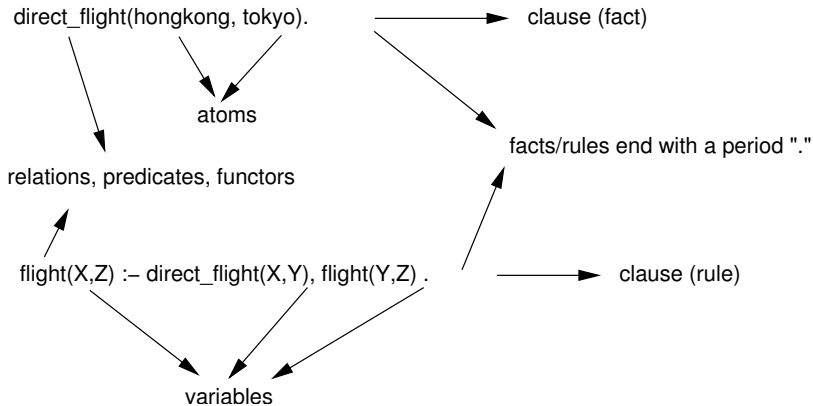 direct_flight(hongkong, tokyo).
clause (fact)
atoms
facts/rules end with a period "."
relations, predicates, functors
flight(X,Z) :− direct_flight(X,Y), flight(Y,Z) .
clause (rule)
variables